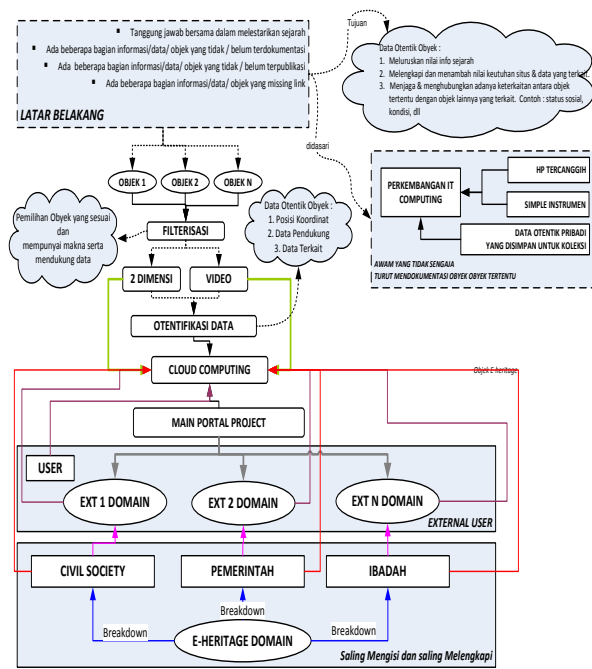 ▪ Tanggung jawab bersama dalam melestarikan sejarah
▪ Ada beberapa bagian informasi/data/ objek yang tidak / belum terdokumentasi
▪ Ada beberapa bagian informasi/data/ objek yang tidak / belum terpublikasi
▪ Ada beberapa bagian informasi/data/ objek yang missing link
LATAR BELAKANG
Tujuan
Data Otentik Obyek :
1. Meluruskan nilai info sejarah
2. Melengkapi dan menambah nilai keutuhan situs & data yang terkait.
3. Menjaga & menghubungkan adanya keterkaitan antara objek
tertentu dengan objek lainnya yang terkait. Contoh : status sosial,
kondisi, dll
didasari
PERKEMBANGAN IT
COMPUTING
HP TERCANGGIH
SIMPLE INSTRUMEN
DATA OTENTIK PRIBADI
YANG DISIMPAN UNTUK KOLEKSI
AWAM YANG TIDAK SENGAJA
TURUT MENDOKUMENTASI OBYEK OBYEK TERTENTU
OBJEK 1
OBJEK 2
OBJEK N
Pemilihan Obyek yang sesuai
dan
mempunyai makna serta
mendukung data
FILTERISASI
Data Otentik Obyek :
1. Posisi Koordinat
2. Data Pendukung
3. Data Terkait
2 DIMENSI
VIDEO
OTENTIFIKASI DATA
CLOUD COMPUTING
Objek E-heritage
MAIN PORTAL PROJECT
USER
EXT 1 DOMAIN
EXT 2 DOMAIN
EXT N DOMAIN
EXTERNAL USER
CIVIL SOCIETY
PEMERINTAH
IBADAH
Breakdown
Breakdown
Breakdown
E-HERITAGE DOMAIN
Saling Mengisi dan saling Melengkapi